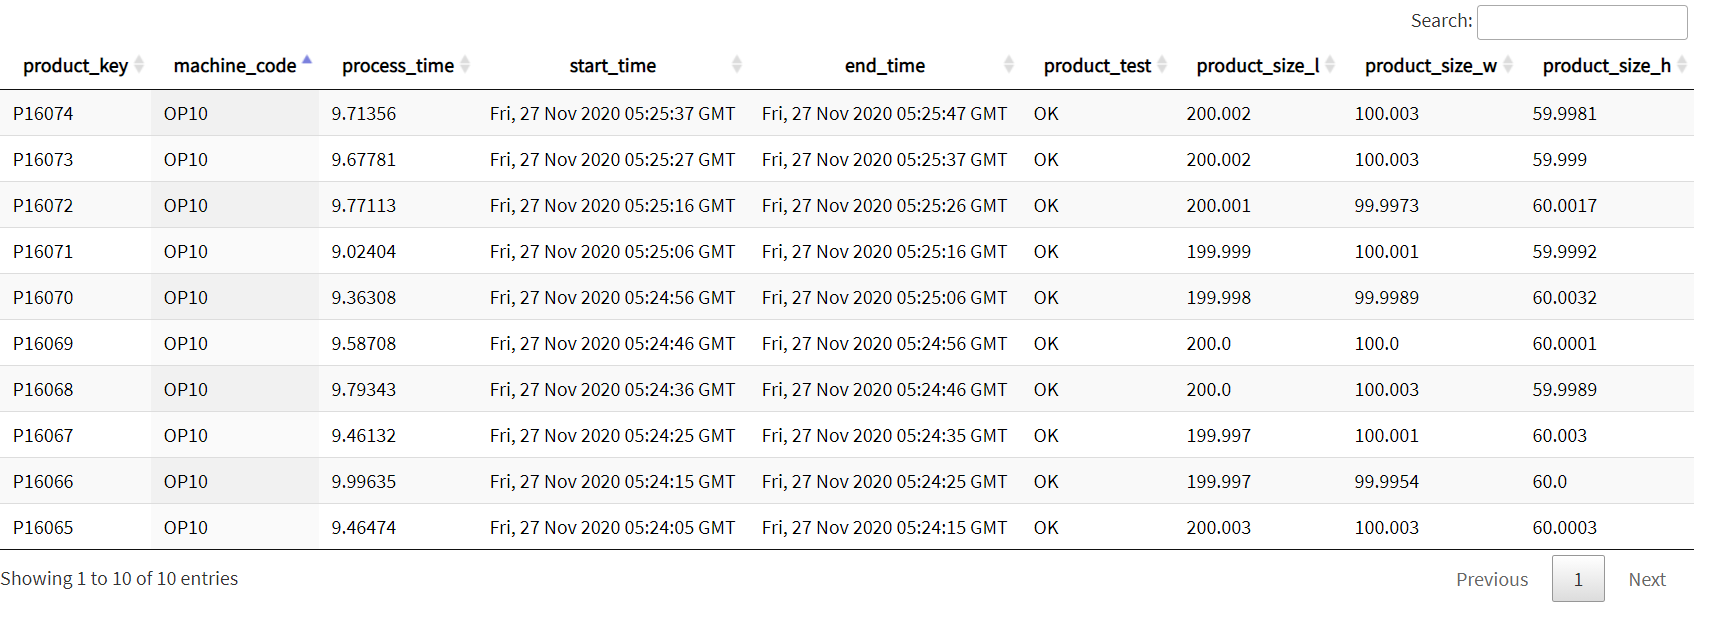 Search:
product_key machine_code process_time start_time end_time product_test product_size_l product_size_w product_size_h
P16074 OP10 9.71356 Fri, 27 Nov 2020 05:25:37 GMT Fri, 27 Nov 2020 05:25:47 GMT OK 200.002 100.003 59.9981
P16073 OP10 9.67781 Fri, 27 Nov 2020 05:25:27 GMT Fri, 27 Nov 2020 05:25:37 GMT OK 200.002 100.003 59.999
P16072 OP10 9.77113 Fri, 27 Nov 2020 05:25:16 GMT Fri, 27 Nov 2020 05:25:26 GMT OK 200.001 99.9973 60.0017
P16071 OP10 9.02404 Fri, 27 Nov 2020 05:25:06 GMT Fri, 27 Nov 2020 05:25:16 GMT OK 199.999 100.001 59.9992
P16070 OP10 9.36308 Fri, 27 Nov 2020 05:24:56 GMT Fri, 27 Nov 2020 05:25:06 GMT OK 199.998 99.9989 60.0032
P16069 OP10 9.58708 Fri, 27 Nov 2020 05:24:46 GMT Fri, 27 Nov 2020 05:24:56 GMT OK 200.0 100.0 60.0001
P16068 OP10 9.79343 Fri, 27 Nov 2020 05:24:36 GMT Fri, 27 Nov 2020 05:24:46 GMT OK 200.0 100.003 59.9989
P16067 OP10 9.46132 Fri, 27 Nov 2020 05:24:25 GMT Fri, 27 Nov 2020 05:24:35 GMT OK 199.997 100.001 60.003
P16066 OP10 9.99635 Fri, 27 Nov 2020 05:24:15 GMT Fri, 27 Nov 2020 05:24:25 GMT OK 199.997 99.9954 60.0
P16065 OP10 9.46474 Fri, 27 Nov 2020 05:24:05 GMT Fri, 27 Nov 2020 05:24:15 GMT OK 200.003 100.003 60.0003
Showing 1 to 10 of 10 entries Previous 1 Next